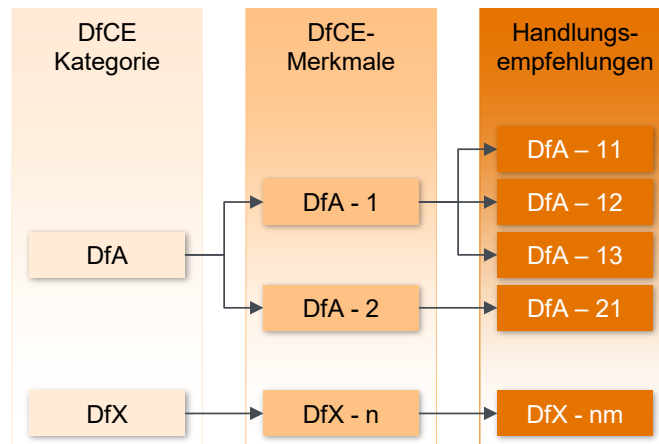 DfCE
Kategorie
DfCE-
Merkmale
Handlungs-
empfehlungen
DfA – 11
DfA - 1
DfA – 12
DfA
DfA – 13
DfA - 2
DfA – 21
DfX
DfX - n
DfX - nm